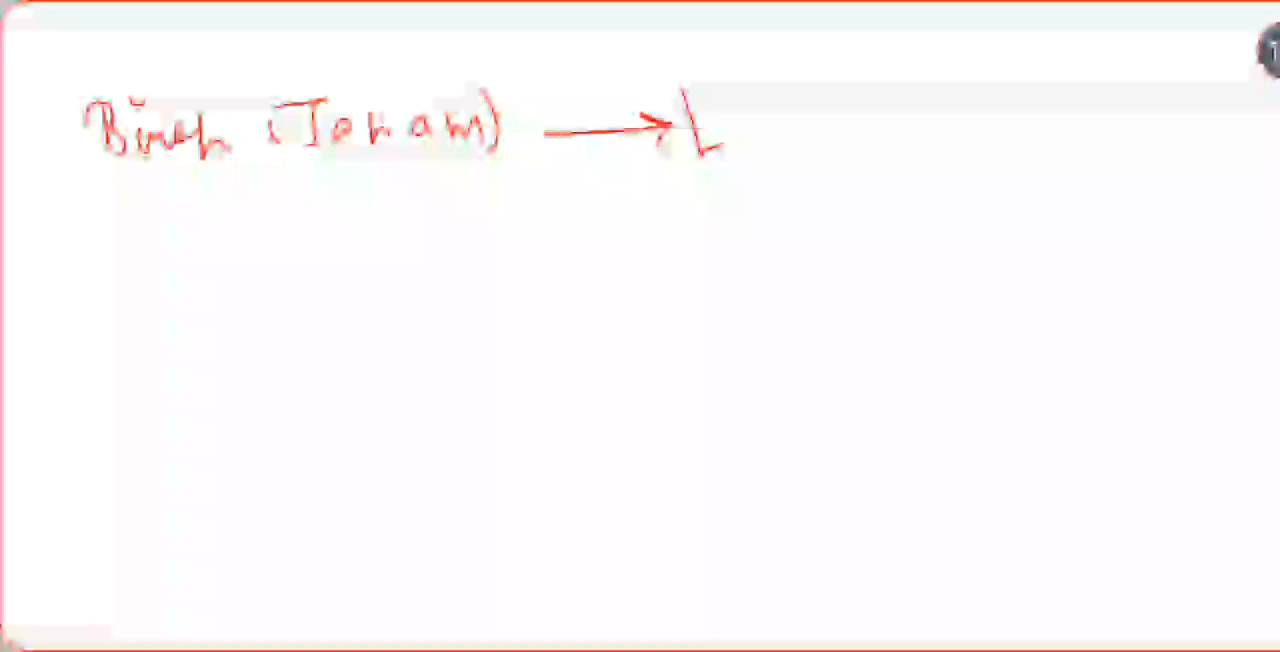 Birth (Janam) → L